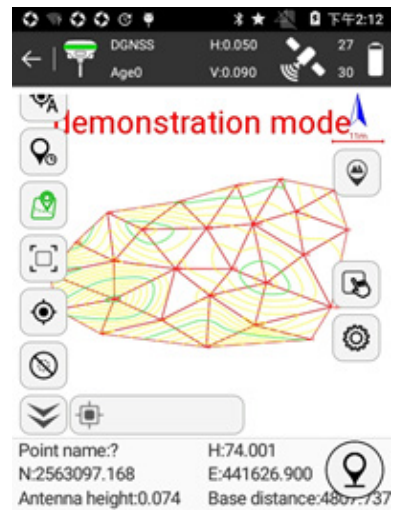 下午2:12
DGNSS H:0.050 27
Age0 V:0.090 30
A
demonstration mode
11m
Point name:? H:74.001
N:2563097.168 E:441626.900
Antenna height:0.074 Base distance:4807.737